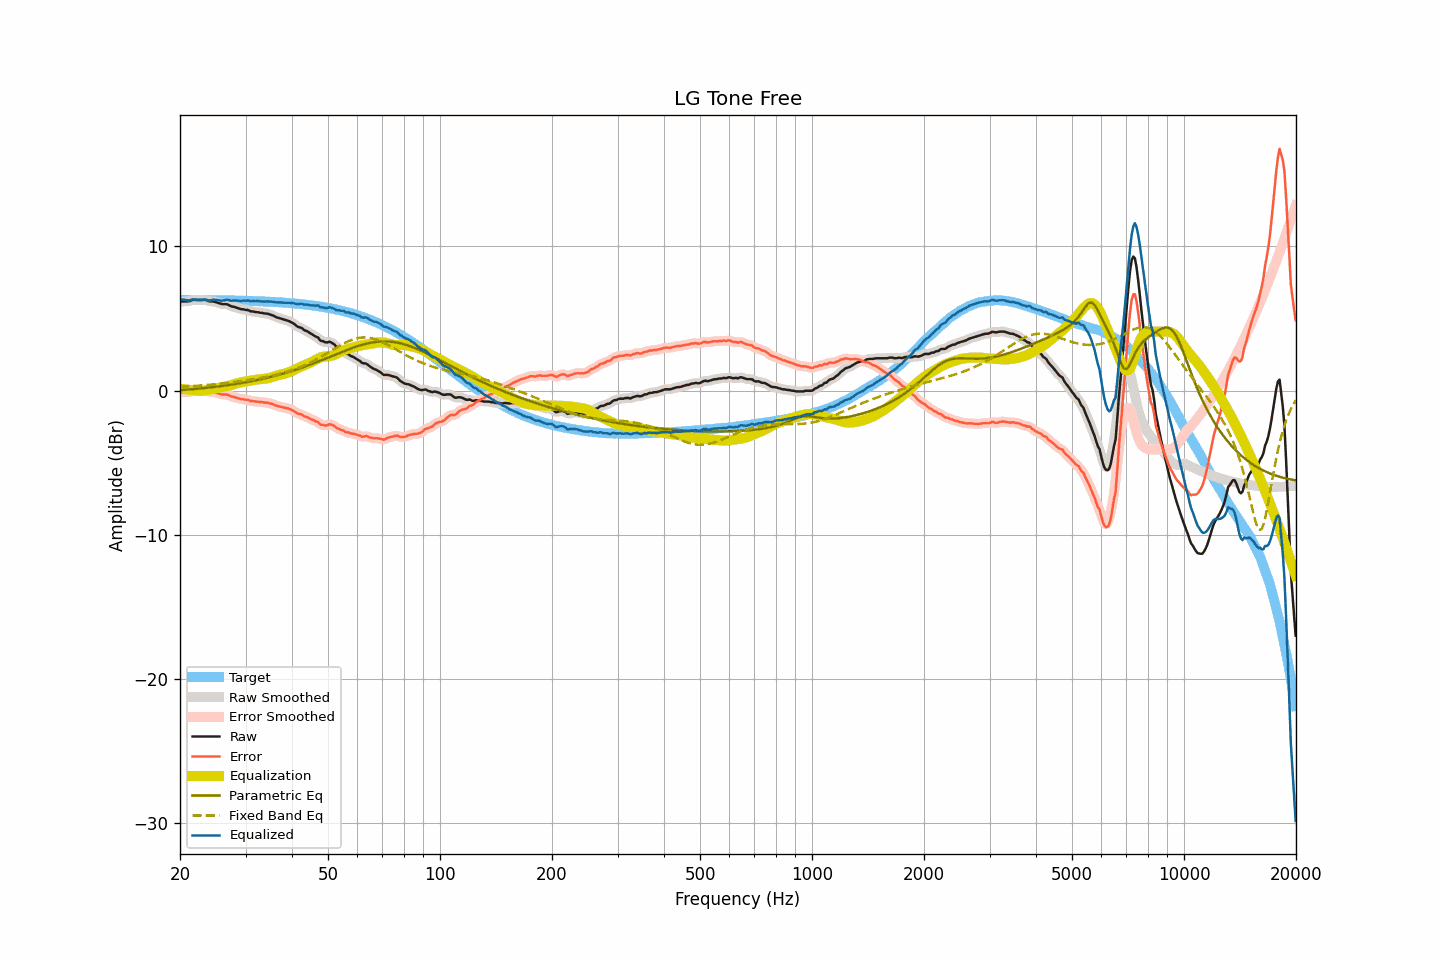 LG Tone Free
Amplitude (dBr)
10
0
−10
−20
−30
Target
Raw Smoothed
Error Smoothed
Raw
Error
Equalization
Parametric Eq
Fixed Band Eq
Equalized
20 50 100 200 500 1000 2000 5000 10000 20000
Frequency (Hz)